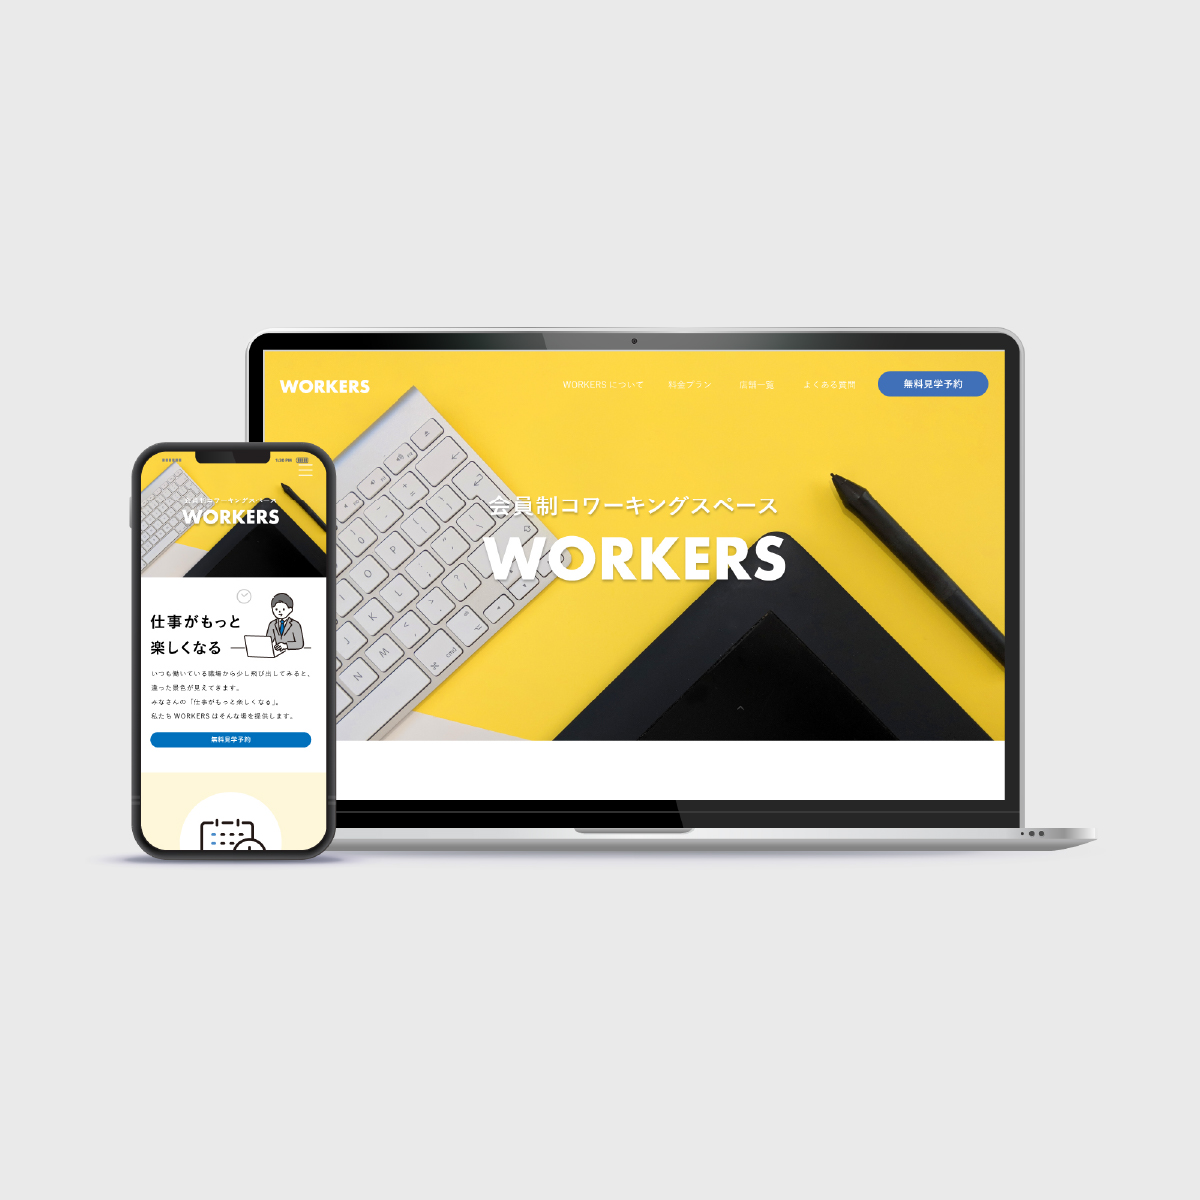 WORKERS
WORKERSについて
料金プラン
店舗一覧
よくある質問
無料見学予約
会員制コワーキングスペース
WORKERS
会員制コワーキングスペース
WORKERS
仕事がもっと
楽しくなる
いつも働いている職場から少し飛び出してみると、
違った景色が見えてきます。
みなさんの「仕事がもっと楽しくなる」。
私たち WORKERS はそんな場を提供します。
無料見学予約